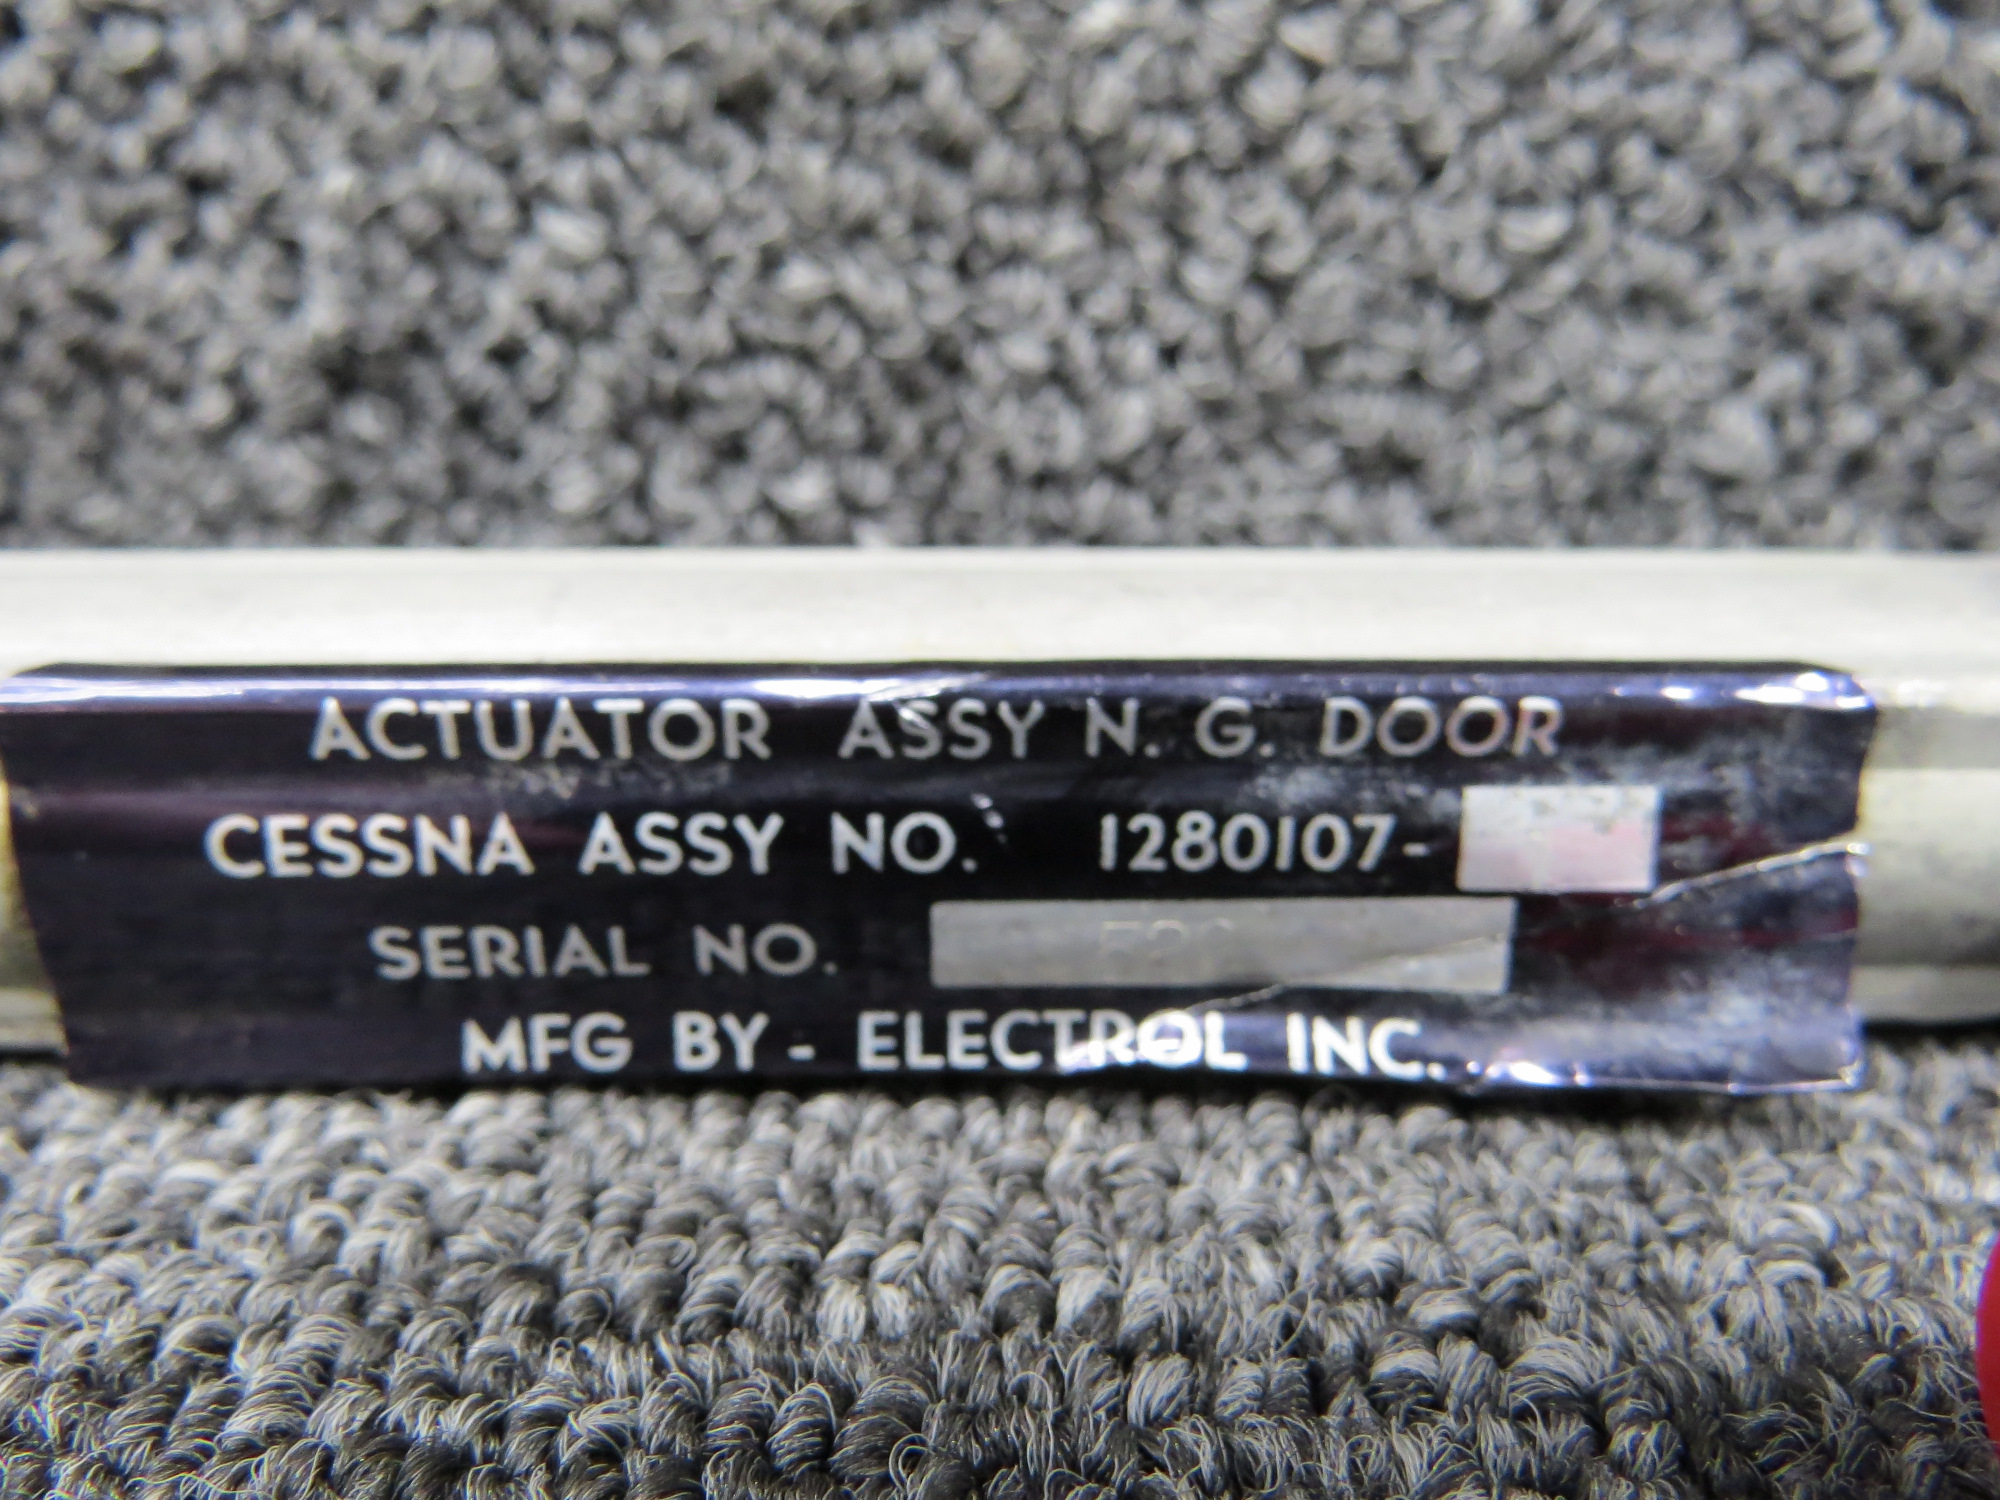 ACTUATOR ASSY N. G. DOOR
CESSNA ASSY NO. 1280107-
SERIAL NO.
MFG BY - ELECTROL INC.